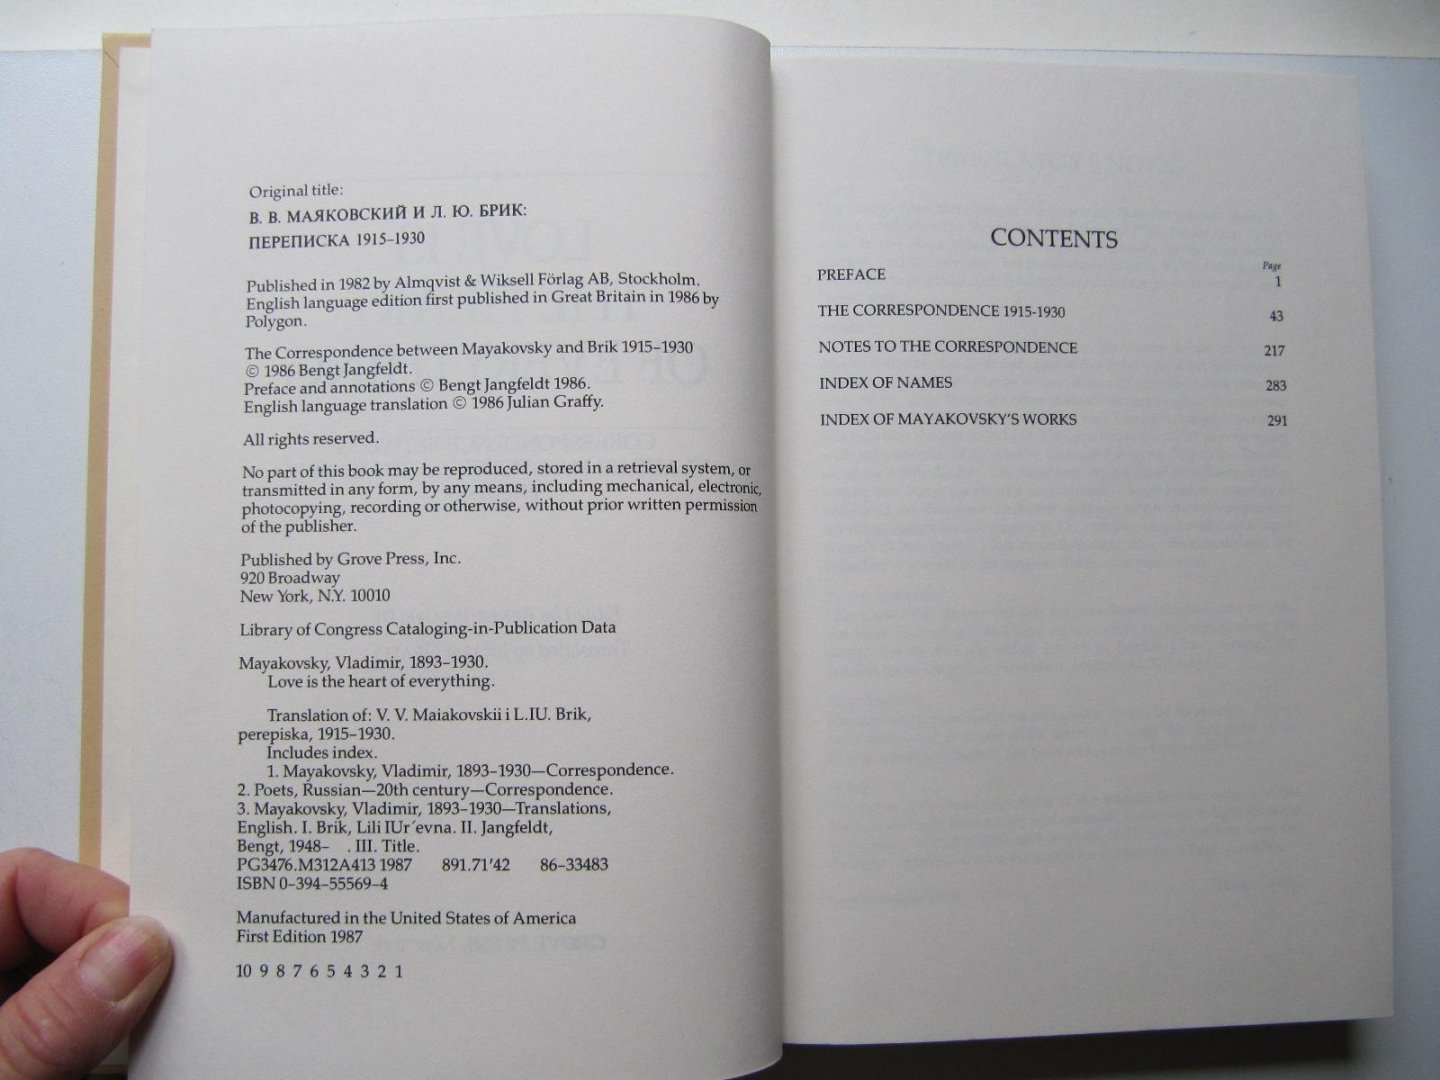 Original title:
В. В. МАЯКОВСКИЙ И Л. Ю. БРИК:
ПЕРЕПИСКА 1915–1930
Published in 1982 by Almqvist & Wiksell Förlag AB, Stockholm.
English language edition first published in Great Britain in 1986 by
Polygon.
The Correspondence between Mayakovsky and Brik 1915–1930
© 1986 Bengt Jangfeldt.
Preface and annotations © Bengt Jangfeldt 1986.
English language translation © 1986 Julian Graffy.
All rights reserved.
No part of this book may be reproduced, stored in a retrieval system, or
transmitted in any form, by any means, including mechanical, electronic,
photocopying, recording or otherwise, without prior written permission
of the publisher.
Published by Grove Press, Inc.
920 Broadway
New York, N.Y. 10010
Library of Congress Cataloging-in-Publication Data
Mayakovsky, Vladimir, 1893–1930.
Love is the heart of everything.
Translation of: V. V. Maiakovskii i L.IU. Brik,
perepiska, 1915–1930.
Includes index.
1. Mayakovsky, Vladimir, 1893–1930—Correspondence.
2. Poets, Russian—20th century—Correspondence.
3. Mayakovsky, Vladimir, 1893–1930—Translations,
English. I. Brik, Lili IUr´evna. II. Jangfeldt,
Bengt, 1948– . III. Title.
PG3476.M312A413 1987 891.71'42 86–33483
ISBN 0–394–55569–4
Manufactured in the United States of America
First Edition 1987
10 9 8 7 6 5 4 3 2 1
CONTENTS
Page
PREFACE 1
THE CORRESPONDENCE 1915-1930 43
NOTES TO THE CORRESPONDENCE 217
INDEX OF NAMES 283
INDEX OF MAYAKOVSKY'S WORKS 291